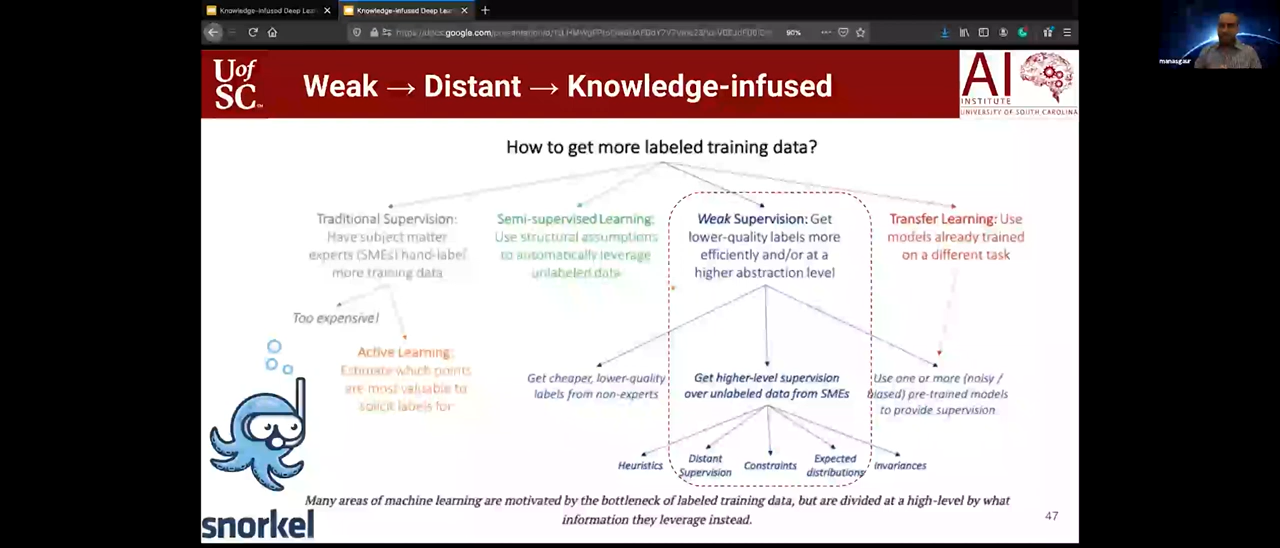 Knowledge-infused Deep Lea
Knowledge-infused Deep Lea
90%
manasgaur
UofSC
Weak → Distant → Knowledge-infused
AI
INSTITUTE
UNIVERSITY OF SOUTH CAROLINA
How to get more labeled training data?
Traditional Supervision:
Have subject matter
experts (SMEs) hand-label
more training data
Semi-supervised Learning:
Use structural assumptions
to automatically leverage
unlabeled data
Weak Supervision: Get
lower-quality labels more
efficiently and/or at a
higher abstraction level
Transfer Learning: Use
models already trained
on a different task
Too expensive!
Active Learning:
Estimate which points
are most valuable to
solicit labels for
Get cheaper, lower-quality
labels from non-experts
Get higher-level supervision
over unlabeled data from SMEs
Use one or more (noisy /
biased) pre-trained models
to provide supervision
Heuristics
Distant
Supervision
Constraints
Expected
distributions
Invariances
Many areas of machine learning are motivated by the bottleneck of labeled training data, but are divided at a high-level by what
information they leverage instead.
snorkel
47